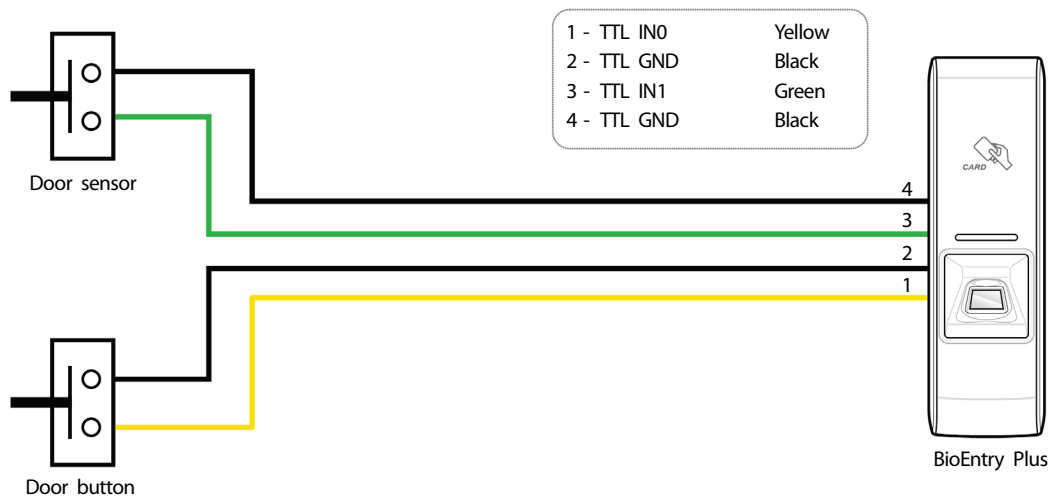 1 - TTL IN0 Yellow
2 - TTL GND Black
3 - TTL IN1 Green
4 - TTL GND Black
CARD
Door sensor
4
3
2
1
BioEntry Plus
Door button